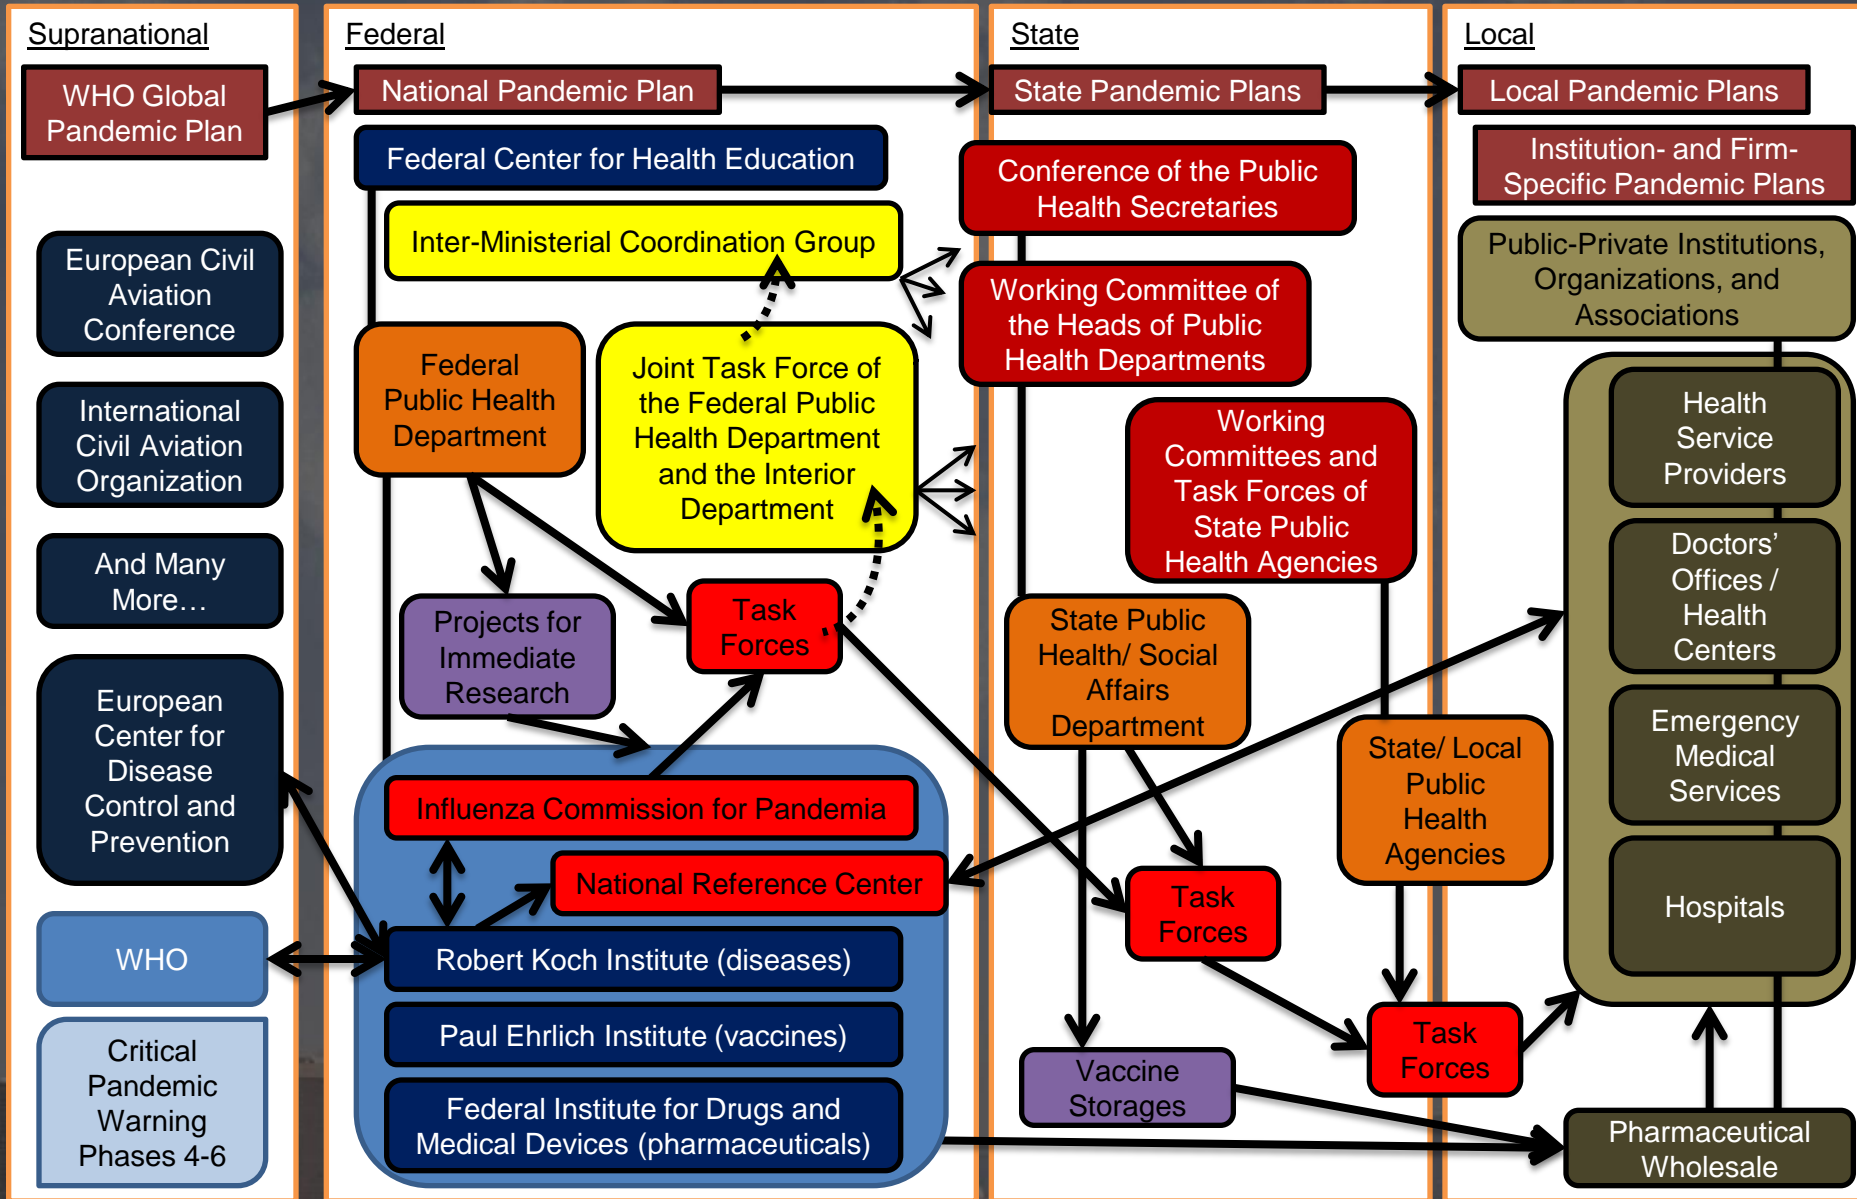 Supranational
WHO Global
Pandemic Plan
European Civil
Aviation
Conference
International
Civil Aviation
Organization
And Many
More…
European
Center for
Disease
Control and
Prevention
WHO
Critical
Pandemic
Warning
Phases 4-6
Federal
National Pandemic Plan
Federal Center for Health Education
Inter-Ministerial Coordination Group
Federal
Public Health
Department
Joint Task Force of
the Federal Public
Health Department
and the Interior
Department
Projects for
Immediate
Research
Task
Forces
Influenza Commission for Pandemia
National Reference Center
Robert Koch Institute (diseases)
Paul Ehrlich Institute (vaccines)
Federal Institute for Drugs and
Medical Devices (pharmaceuticals)
State
State Pandemic Plans
Conference of the Public
Health Secretaries
Working Committee of
the Heads of Public
Health Departments
Working
Committees and
Task Forces of
State Public
Health Agencies
State Public
Health/ Social
Affairs
Department
State/ Local
Public
Health
Agencies
Task
Forces
Task
Forces
Vaccine
Storages
Local
Local Pandemic Plans
Institution- and Firm-
Specific Pandemic Plans
Public-Private Institutions,
Organizations, and
Associations
Health
Service
Providers
Doctors’
Offices /
Health
Centers
Emergency
Medical
Services
Hospitals
Pharmaceutical
Wholesale